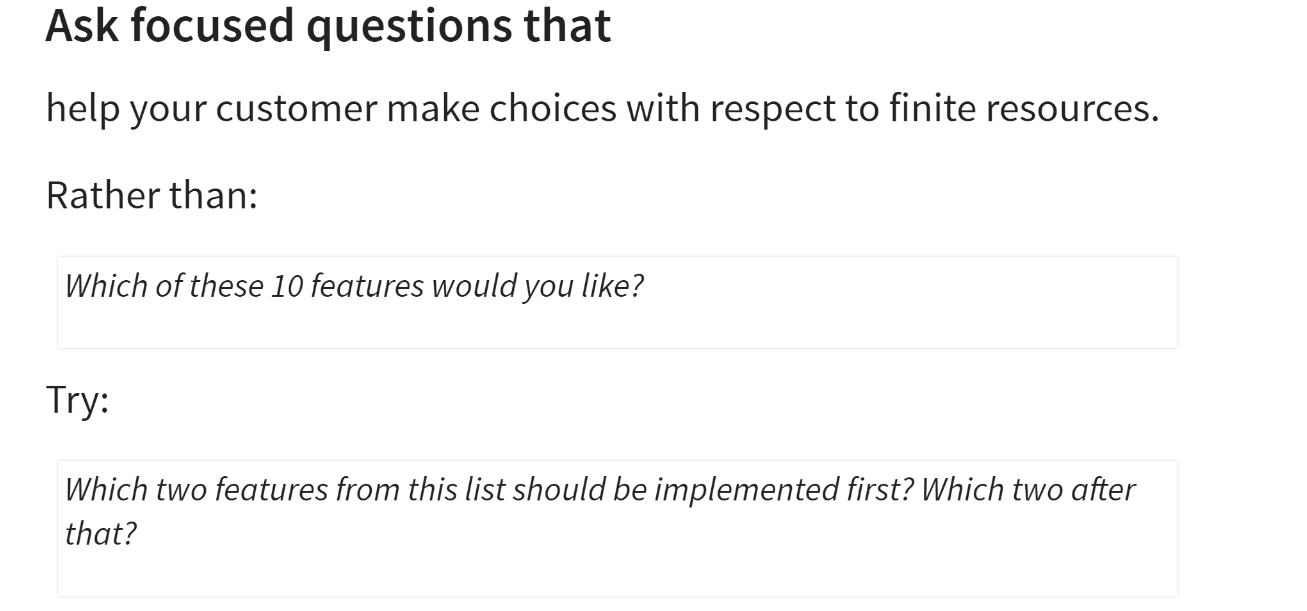 Ask focused questions that
help your customer make choices with respect to finite resources.
Rather than:
Which of these 10 features would you like?
Try:
Which two features from this list should be implemented first? Which two after
that?